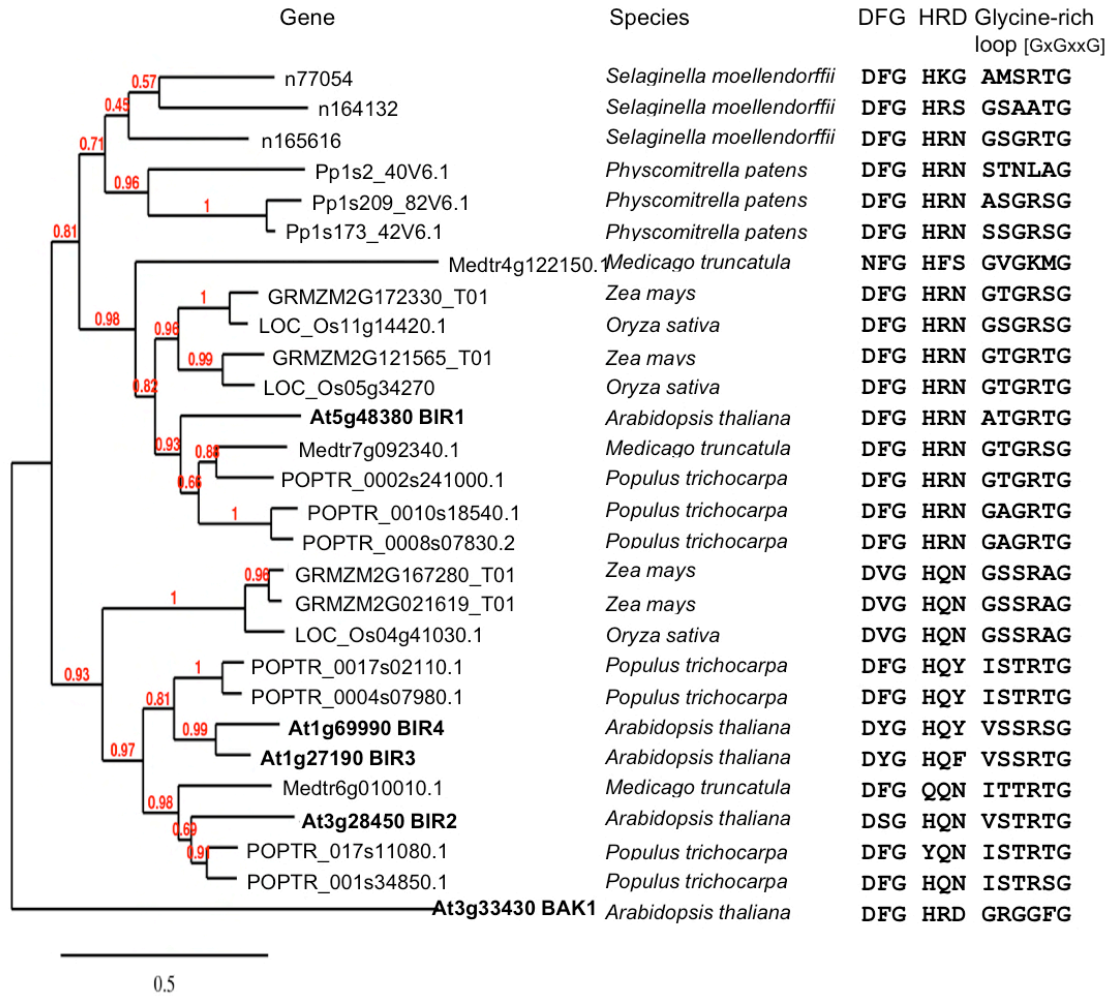 Gene Species DFG HRD Glycine-rich
loop [GxGxxG]
0.57 n77054 Selaginella moellendorffii DFG HKG AMSRTG
0.45 n164132 Selaginella moellendorffii DFG HRS GSAATG
n165616 Selaginella moellendorffii DFG HRN GSGRTG
0.71
Pp1s2_40V6.1 Physcomitrella patens DFG HRN STNLAG
0.96
1 Pp1s209_82V6.1 Physcomitrella patens DFG HRN ASGRTG
0.81 Pp1s173_42V6.1 Physcomitrella patens DFG HRN SSGRSG
Medtr4g122150.1 Medicago truncatula NFG HFS GVGKMG
1 GRMZM2G172330_T01 Zea mays DFG HRN GTGRSG
0.98 0.96 LOC_Os11g14420.1 Oryza sativa DFG HRN GSGRSG
0.99 GRMZM2G121565_T01 Zea mays DFG HRN GTGRTG
0.82 LOC_Os05g34270 Oryza sativa DFG HRN GTGRTG
At5g48380 BIR1 Arabidopsis thaliana DFG HRN ATGRTG
0.93 0.88 Medtr7g092340.1 Medicago truncatula DFG HRN GTGRSG
0.66 POPTR_0002s241000.1 Populus trichocarpa DFG HRN GTGRTG
1 POPTR_0010s18540.1 Populus trichocarpa DFG HRN GAGRTG
POPTR_0008s07830.2 Populus trichocarpa DFG HRN GAGRTG
0.96 GRMZM2G167280_T01 Zea mays DVG HQN GSSRAG
1 GRMZM2G021619_T01 Zea mays DVG HQN GSSRAG
LOC_Os04g41030.1 Oryza sativa DVG HQN GSSRAG
0.93 1 POPTR_0017s02110.1 Populus trichocarpa DFG HQY ISTRTG
0.81 POPTR_0004s07980.1 Populus trichocarpa DFG HQY ISTRTG
0.99 At1g69990 BIR4 Arabidopsis thaliana DYG HQY VSSRSG
0.97 At1g27190 BIR3 Arabidopsis thaliana DYG HQF VSSRTG
Medtr6g010010.1 Medicago truncatula DFG QQN ITTRTG
0.98
0.69 At3g28450 BIR2 Arabidopsis thaliana DSG HQN VSTRTG
0.91 POPTR_017s11080.1 Populus trichocarpa DFG YQN ISTRTG
POPTR_001s34850.1 Populus trichocarpa DFG HQN ISTRSG
At3g33430 BAK1 Arabidopsis thaliana DFG HRD GRGGFG
0.5